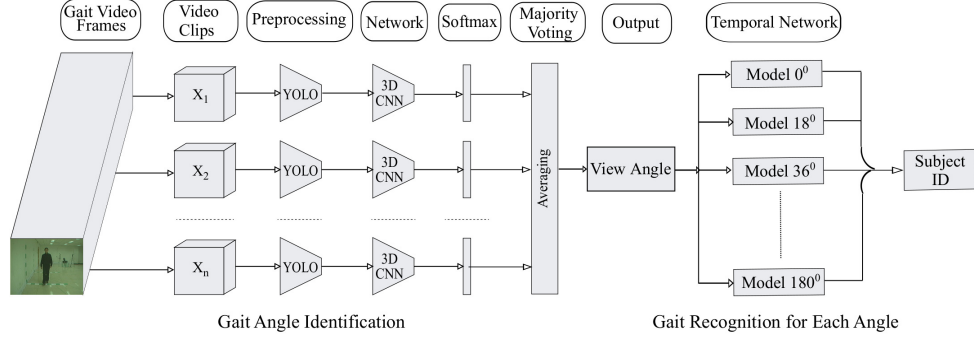 Gait Video
Frames
Video
Clips
Preprocessing
Network
Softmax
Majority
Voting
Output
Temporal Network
X1
YOLO
3D
CNN
X2
YOLO
3D
CNN
Xn
YOLO
3D
CNN
Averaging
View Angle
Model 0⁰
Model 18⁰
Model 36⁰
Model 180⁰
Subject
ID
Gait Angle Identification
Gait Recognition for Each Angle